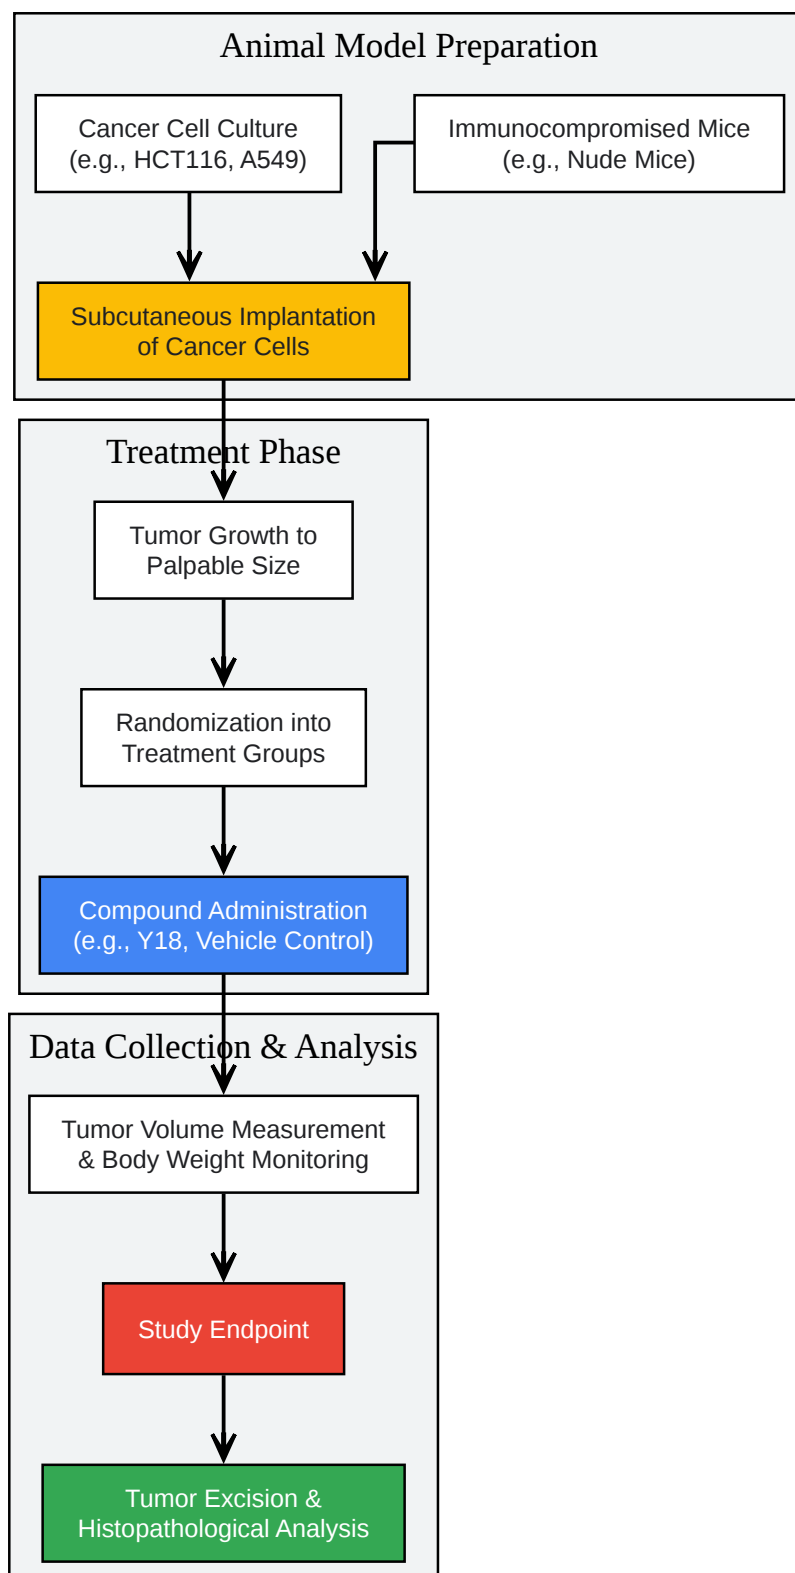 Animal Model Preparation
Cancer Cell Culture
(e.g., HCT116, A549)
Immunocompromised Mice
(e.g., Nude Mice)
Subcutaneous Implantation
of Cancer Cells
Treatment Phase
Tumor Growth to
Palpable Size
Randomization into
Treatment Groups
Compound Administration
(e.g., Y18, Vehicle Control)
Data Collection & Analysis
Tumor Volume Measurement
& Body Weight Monitoring
Study Endpoint
Tumor Excision &
Histopathological Analysis